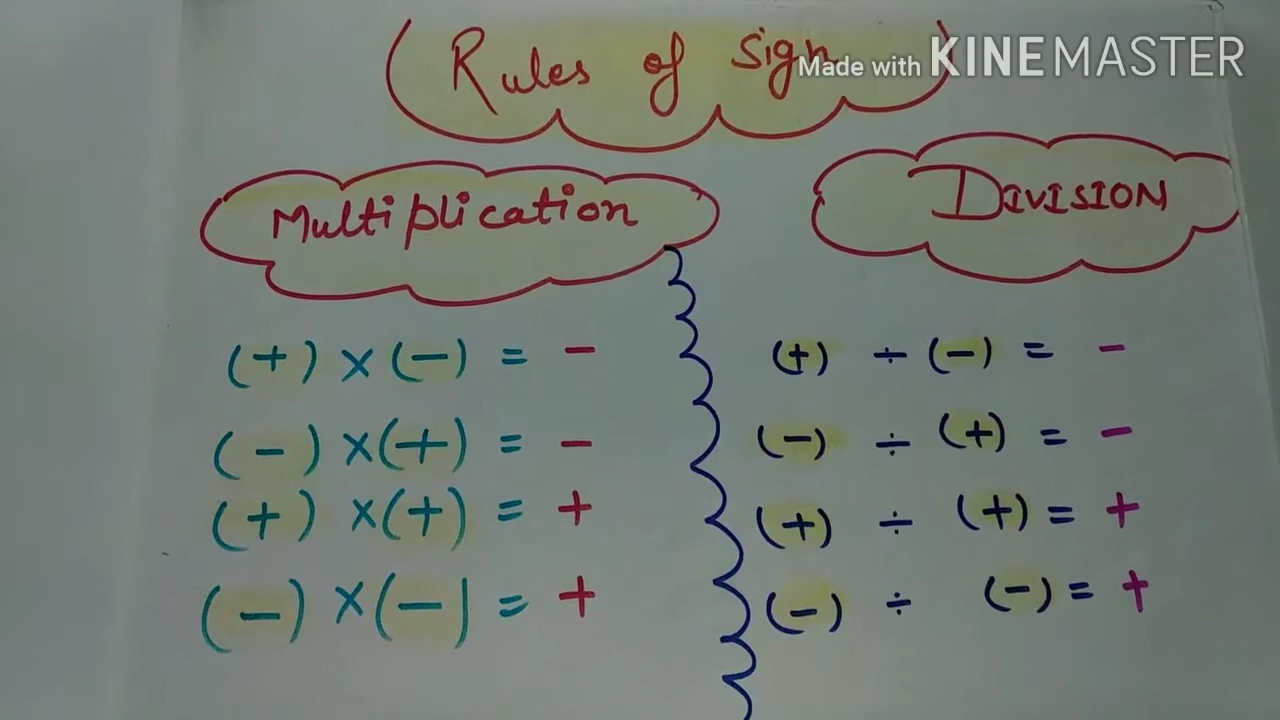 Rules of sign
Made with KINEMASTER
Multiplication
(+) × (−) = −
(−) × (+) = −
(+) × (+) = +
(−) × (−) = +
DIVISION
(+) ÷ (−) = −
(−) ÷ (+) = −
(+) ÷ (+) = +
(−) ÷ (−) = +